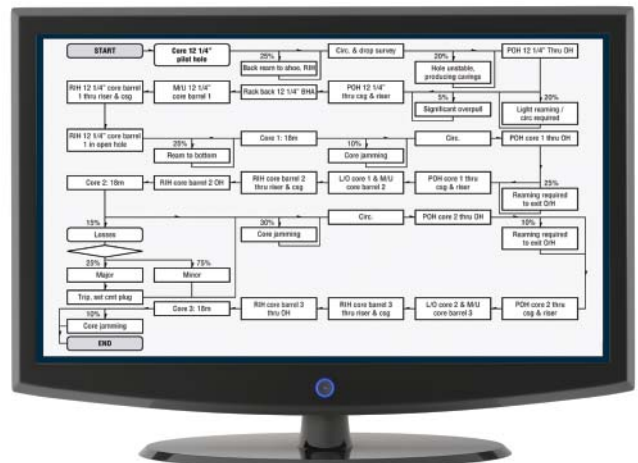 START
Core 12 1/4"
pilot hole
25%
Back ream to shoe, RIH
Circ. & drop survey
20%
Hole unstable,
producing cavings
POH 12 1/4" Thru OH
RIH 12 1/4" core barrel
1 thru riser & csg
M/U 12 1/4"
core barrel 1
Rack back 12 1/4" BHA
POH 12 1/4"
thru csg & riser
5%
Significant overpull
20%
Light reaming /
circ required
RIH 12 1/4" core barrel
1 in open hole
25%
Ream to bottom
Core 1: 18m
10%
Core jamming
Circ.
POH core 1 thru OH
Core 2: 18m
RIH core barrel 2 OH
RIH core barrel 2
thru riser & csg
L/O core 1 & M/U
core barrel 2
POH core 1 thru
csg & riser
25%
Reaming required
to exit O/H
15%
Losses
30%
Core jamming
Circ.
POH core 2 thru OH
10%
Reaming required
to exit O/H
25%
Major
75%
Minor
Trip, set cmt plug
Core 3: 18m
RIH core barrel 3
thru OH
RIH core barrel 3
thru riser & csg
L/O core 2 & M/U
core barrel 3
POH core 2 thru
csg & riser
10%
Core jamming
END